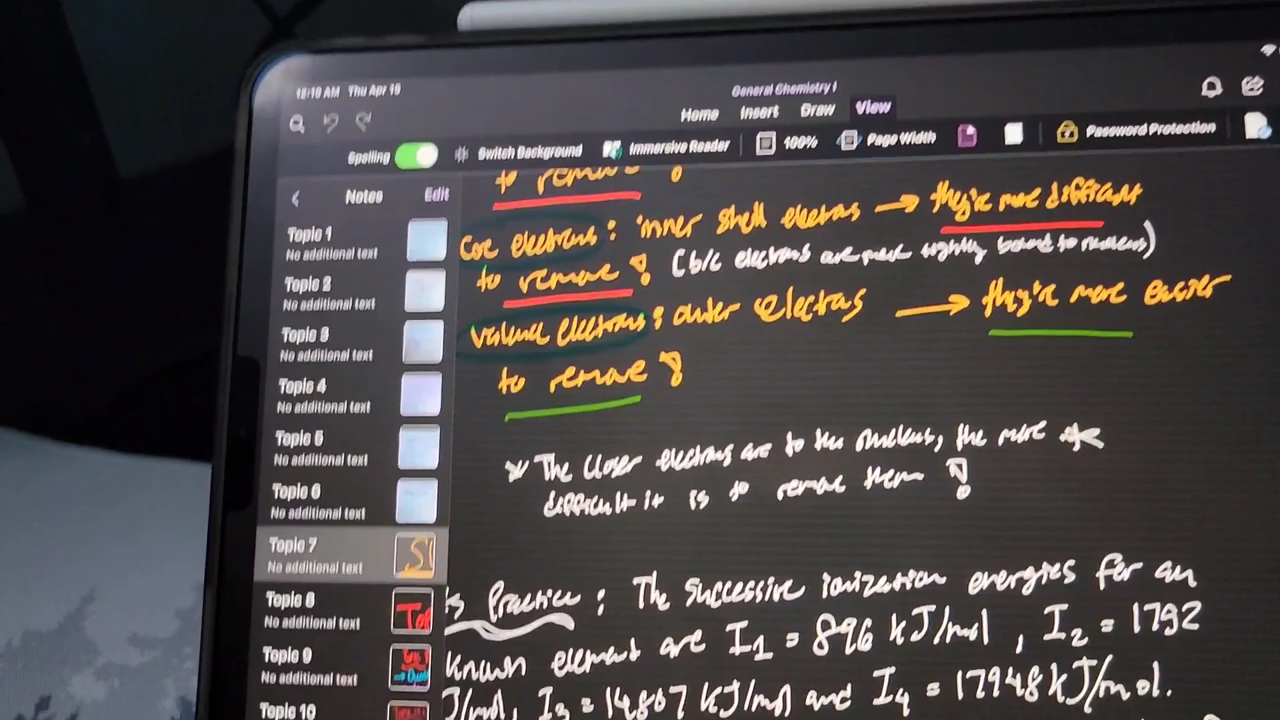 12:10 AM Thu Apr 18
General Chemistry I
Home Insert Draw View
Spelling Switch Background Immersive Reader 100% Page Width Password Protection
Notes Edit
Topic 1
No additional text
Topic 2
No additional text
Topic 3
No additional text
Topic 4
No additional text
Topic 5
No additional text
Topic 6
No additional text
Topic 7
No additional text
Topic 8
No additional text
Topic 9
No additional text
Topic 10
to remove !
Core electrons: inner shell electrons → they're more difficult
to remove ! (b/c electrons are more tightly bound to nucleus)
valence electrons: outer electrons → they're more easier
to remove !
* The closer electrons are to the nucleus, the more *
difficult it is to remove them !
Practice : The successive ionization energies for an
known element are I1 = 896 kJ/mol, I2 = 1792
J/mol, I3 = 14807 kJ/mol and I4 = 17948 kJ/mol.